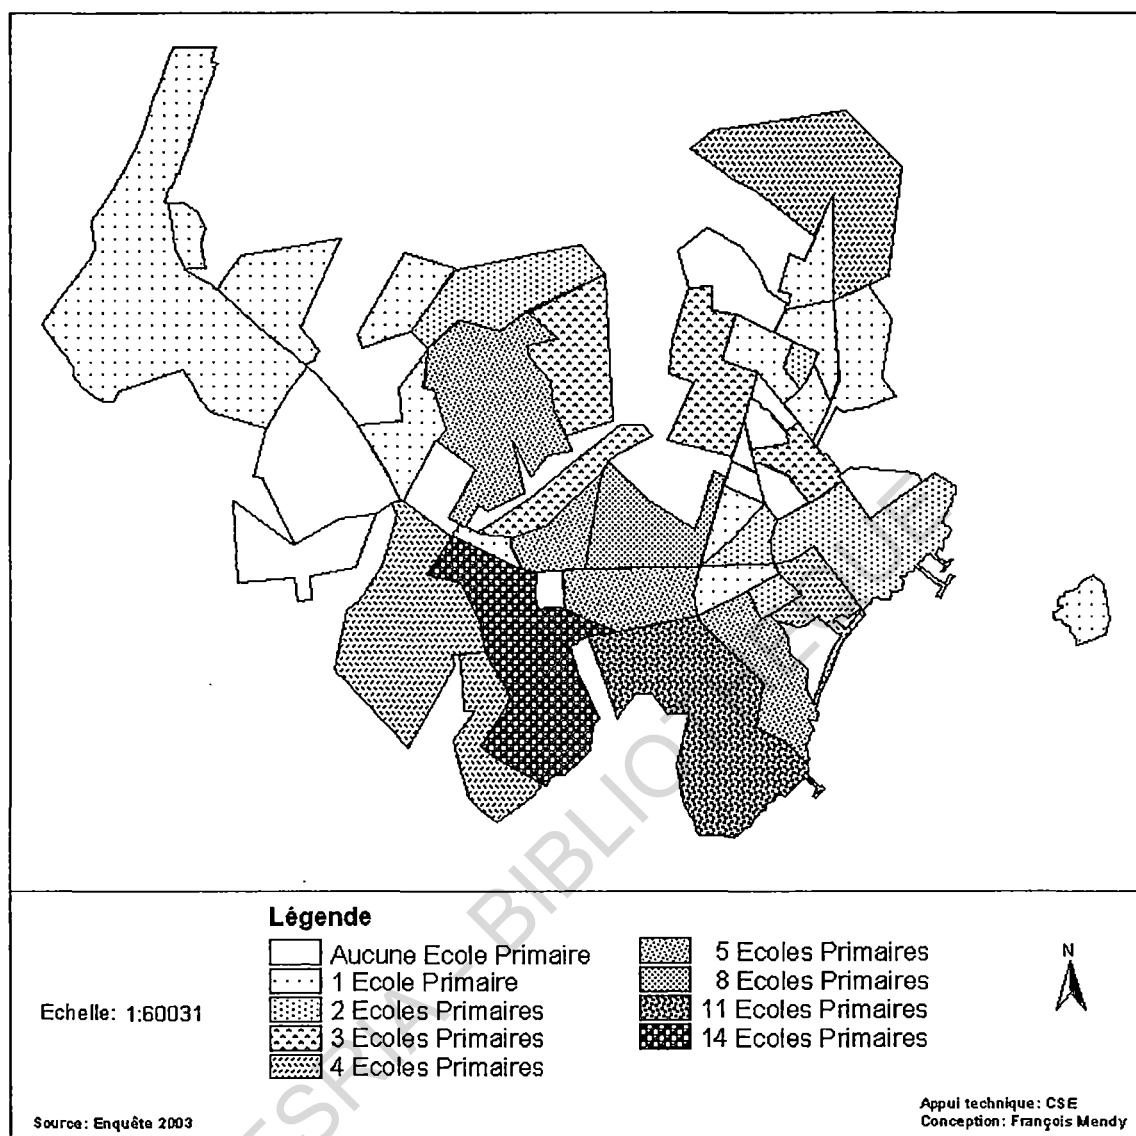 Légende
Aucune Ecole Primaire
1 Ecole Primaire
2 Ecoles Primaires
3 Ecoles Primaires
4 Ecoles Primaires
5 Ecoles Primaires
8 Ecoles Primaires
11 Ecoles Primaires
14 Ecoles Primaires
N
Echelle: 1:60031
Source: Enquête 2003
Appui technique: CSE
Conception: François Mendy